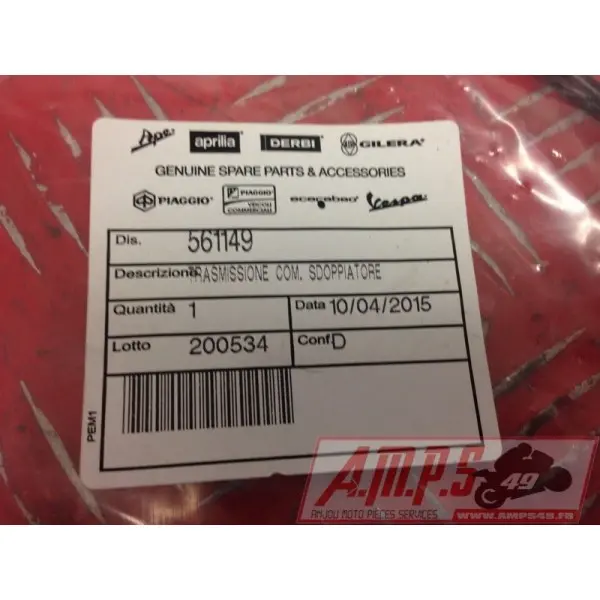 Ape aprilia DERBI GILERA
GENUINE SPARE PARTS & ACCESSORIES
PIAGGIO PIAGGIO VEICOLI COMMERCIALI scarabeo Vespa
Dis. 561149
Descrizione TRASMISSIONE COM. SDOPPIATORE
Quantità 1 Data 10/04/2015
Lotto 200534 Conf. D
PEM1
A.M.P.S 49
ANJOU MOTO PIECES SERVICES
WWW.AMPS49.FR